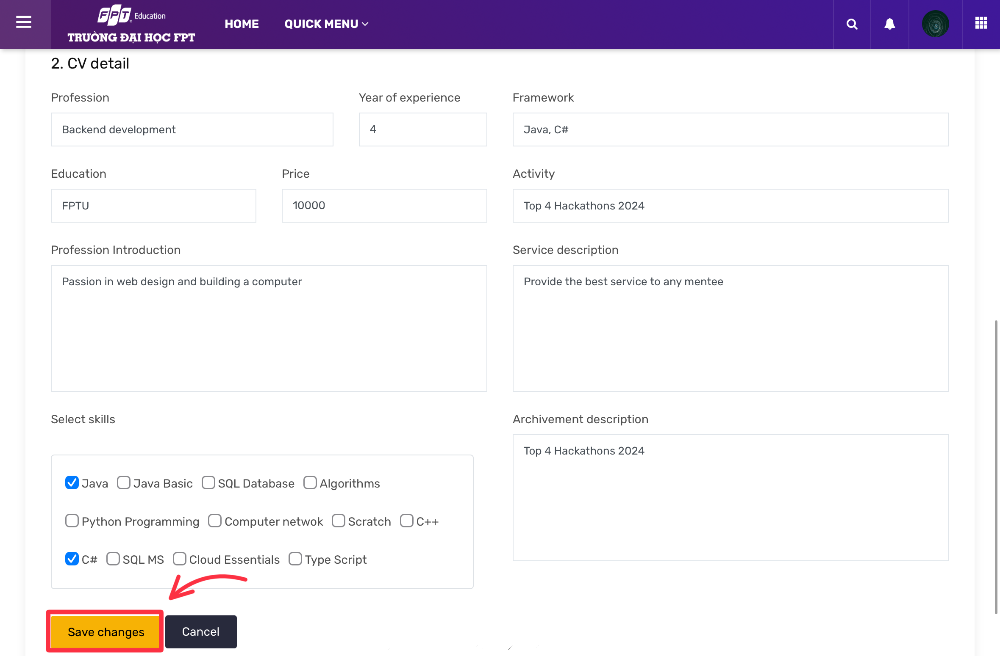 FPT Education
TRƯỜNG ĐẠI HỌC FPT
HOME
QUICK MENU
2. CV detail
Profession
Year of experience
Framework
Backend development
4
Java, C#
Education
Price
Activity
FPTU
10000
Top 4 Hackathons 2024
Profession Introduction
Service description
Passion in web design and building a computer
Provide the best service to any mentee
Select skills
Archivement description
Top 4 Hackathons 2024
Java Java Basic SQL Database Algorithms
Python Programming Computer netwok Scratch C++
C# SQL MS Cloud Essentials Type Script
Save changes
Cancel